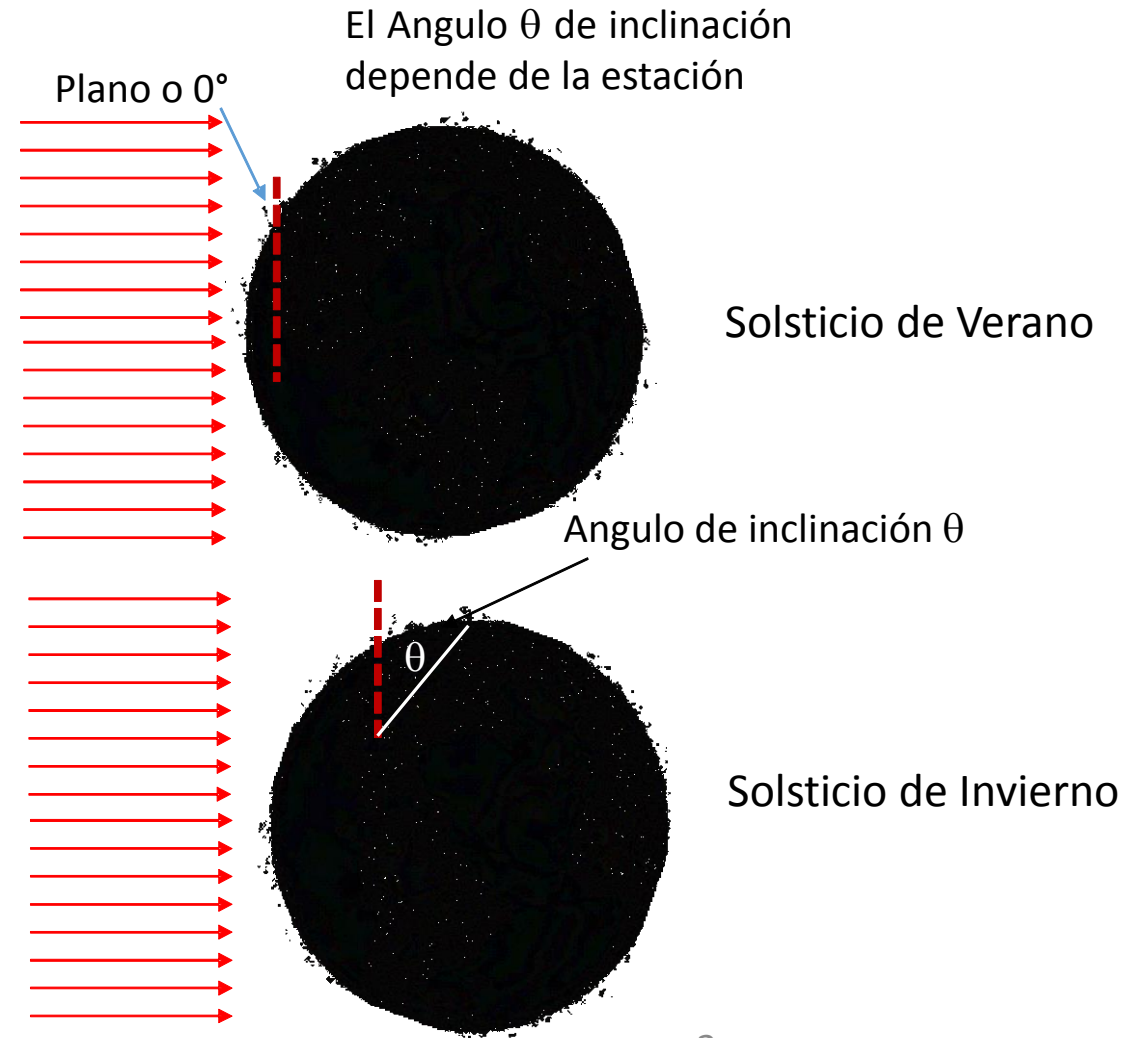 El Angulo θ de inclinación
depende de la estación
Plano o 0°
Solsticio de Verano
Angulo de inclinación θ
θ
Solsticio de Invierno